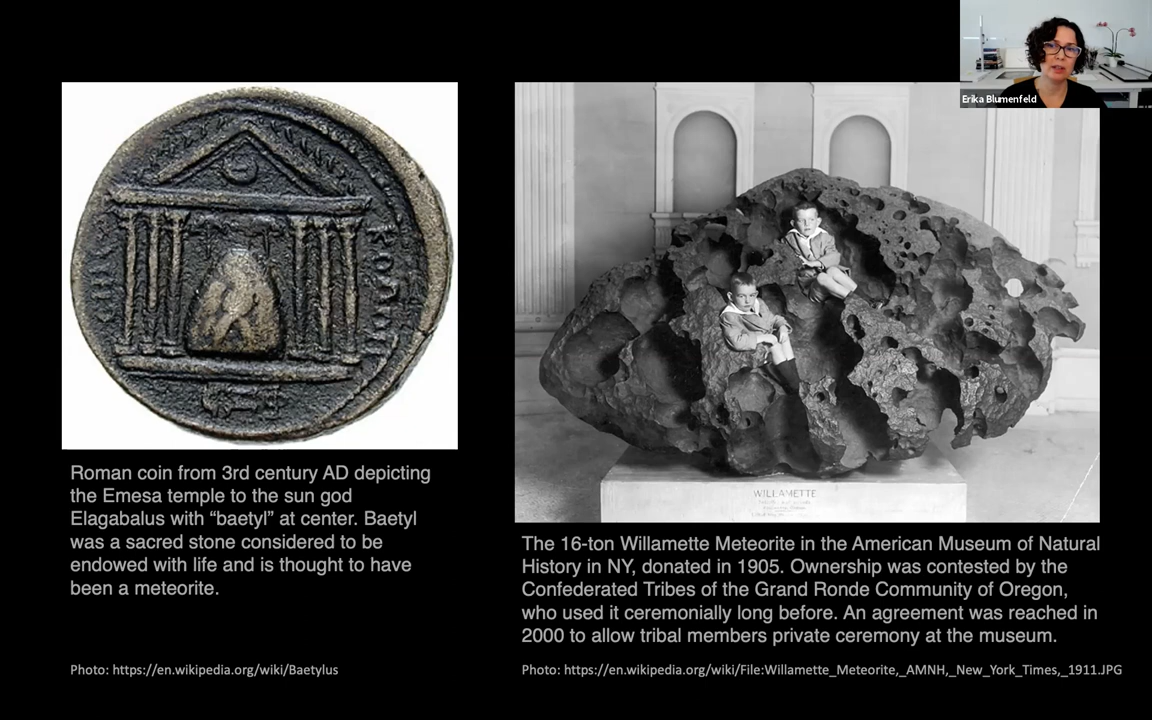 Erika Blumenfeld
WILLAMETTE
Roman coin from 3rd century AD depicting
the Emesa temple to the sun god
Elagabalus with “baetyl” at center. Baetyl
was a sacred stone considered to be
endowed with life and is thought to have
been a meteorite.
Photo: https://en.wikipedia.org/wiki/Baetylus
The 16-ton Willamette Meteorite in the American Museum of Natural
History in NY, donated in 1905. Ownership was contested by the
Confederated Tribes of the Grand Ronde Community of Oregon,
who used it ceremonially long before. An agreement was reached in
2000 to allow tribal members private ceremony at the museum.
Photo: https://en.wikipedia.org/wiki/File:Willamette_Meteorite,_AMNH,_New_York_Times,_1911.JPG